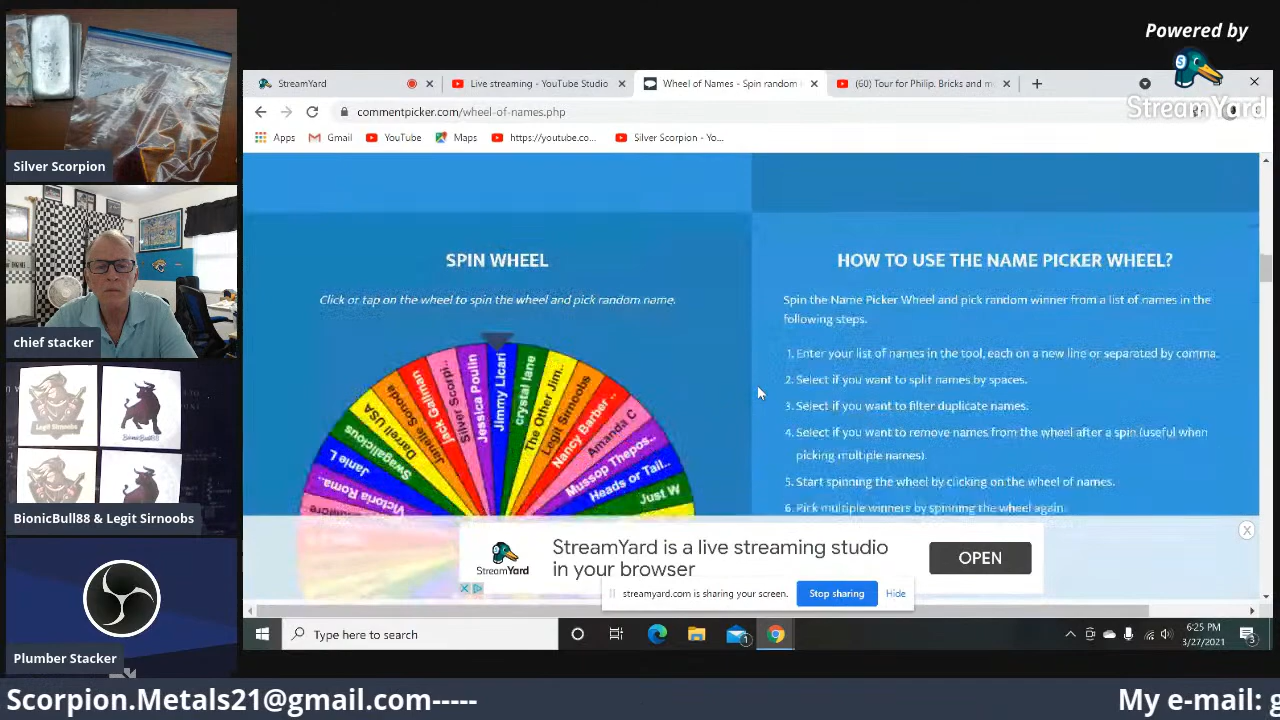 Powered by
StreamYard
Silver Scorpion
chief stacker
Legit Sirnoobs
BionicBull88
BionicBull88 & Legit Sirnoobs
Plumber Stacker
StreamYard
Live streaming - YouTube Studio
Wheel of Names - Spin random
(60) Tour for Philip. Bricks and m
commentpicker.com/wheel-of-names.php
Apps
Gmail
YouTube
Maps
https://youtube.co...
Silver Scorpion - Yo...
SPIN WHEEL
Click or tap on the wheel to spin the wheel and pick random name.
Victoria Roma..
Janie L
Swagelicious
Darren USA
Jack Galiman
Silver Scorpi..
Jessica Poulin
Jimmy Licari
crystal lane
The Other Jim..
Sirnoobs
Barber ..
Amanda C
Heads or Tail..
Just W
HOW TO USE THE NAME PICKER WHEEL?
Spin the Name Picker Wheel and pick random winner from a list of names in the
following steps.
1. Enter your list of names in the tool, each on a new line or separated by comma.
2. Select if you want to split names by spaces.
3. Select if you want to filter duplicate names.
4. Select if you want to remove names from the wheel after a spin (useful when
picking multiple names).
5. Start spinning the wheel by clicking on the wheel of names.
6. Pick multiple winners by spinning the wheel again.
StreamYard
StreamYard is a live streaming studio
in your browser
OPEN
streamyard.com is sharing your screen.
Stop sharing
Hide
Type here to search
6:25 PM
3/27/2021
Scorpion.Metals21@gmail.com-----
My e-mail: g